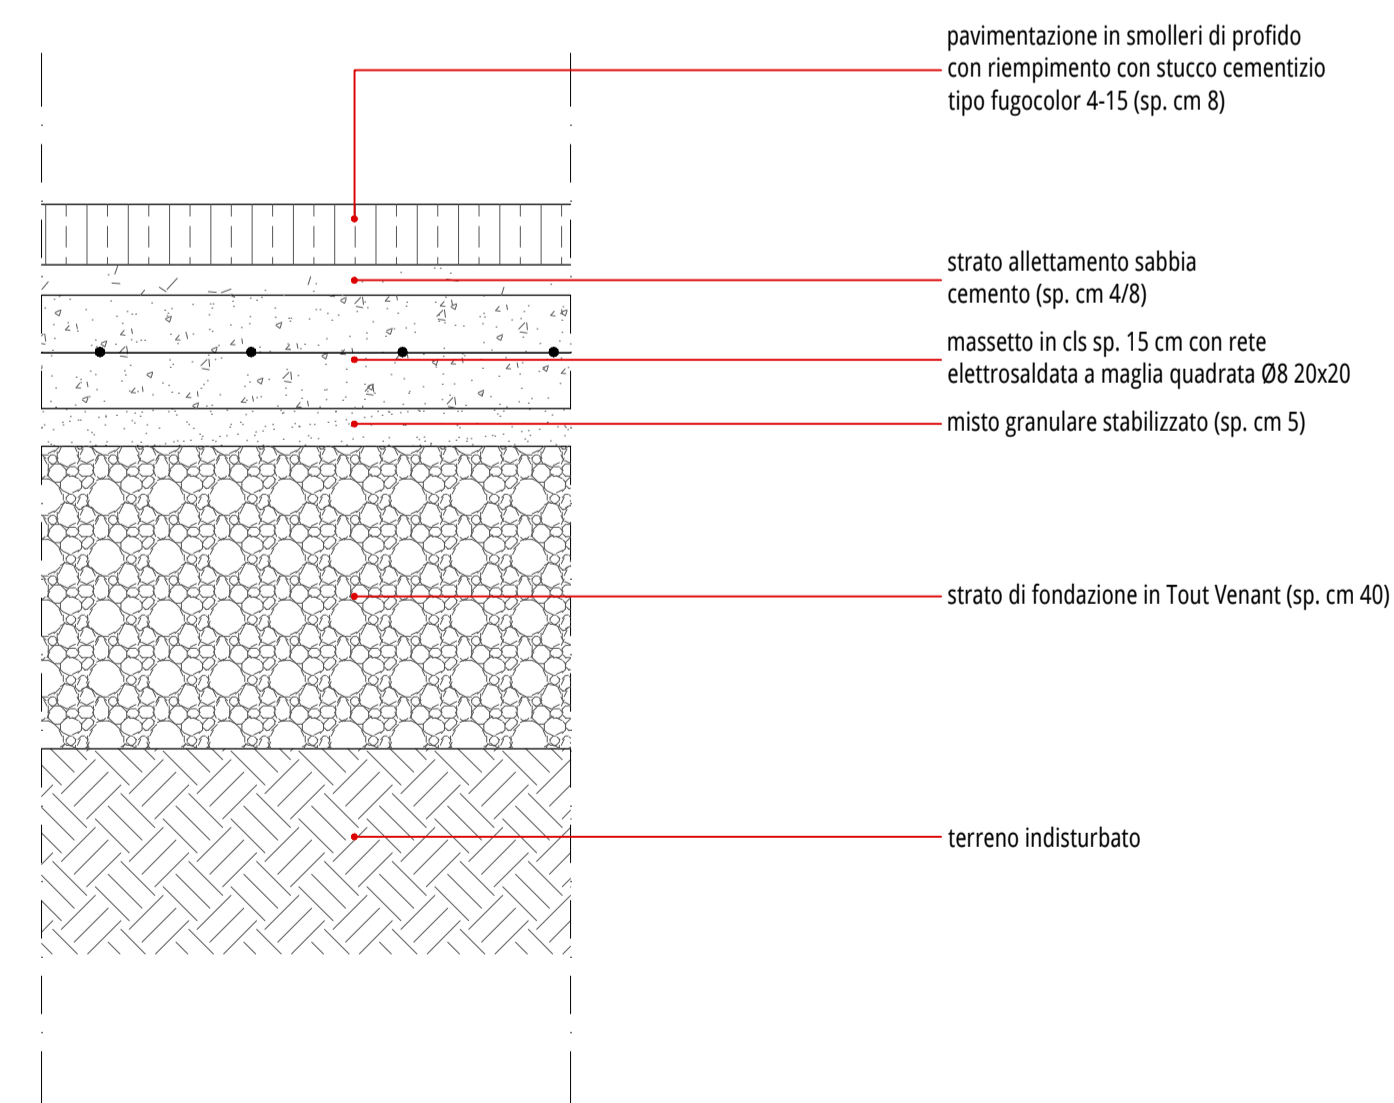 pavimentazione in smolleri di profido
con riempimento con stucco cementizio
tipo fugocolor 4-15 (sp. cm 8)
strato allettamento sabbia
cemento (sp. cm 4/8)
massetto in cls sp. 15 cm con rete
elettrosaldata a maglia quadrata Ø8 20x20
misto granulare stabilizzato (sp. cm 5)
strato di fondazione in Tout Venant (sp. cm 40)
terreno indisturbato